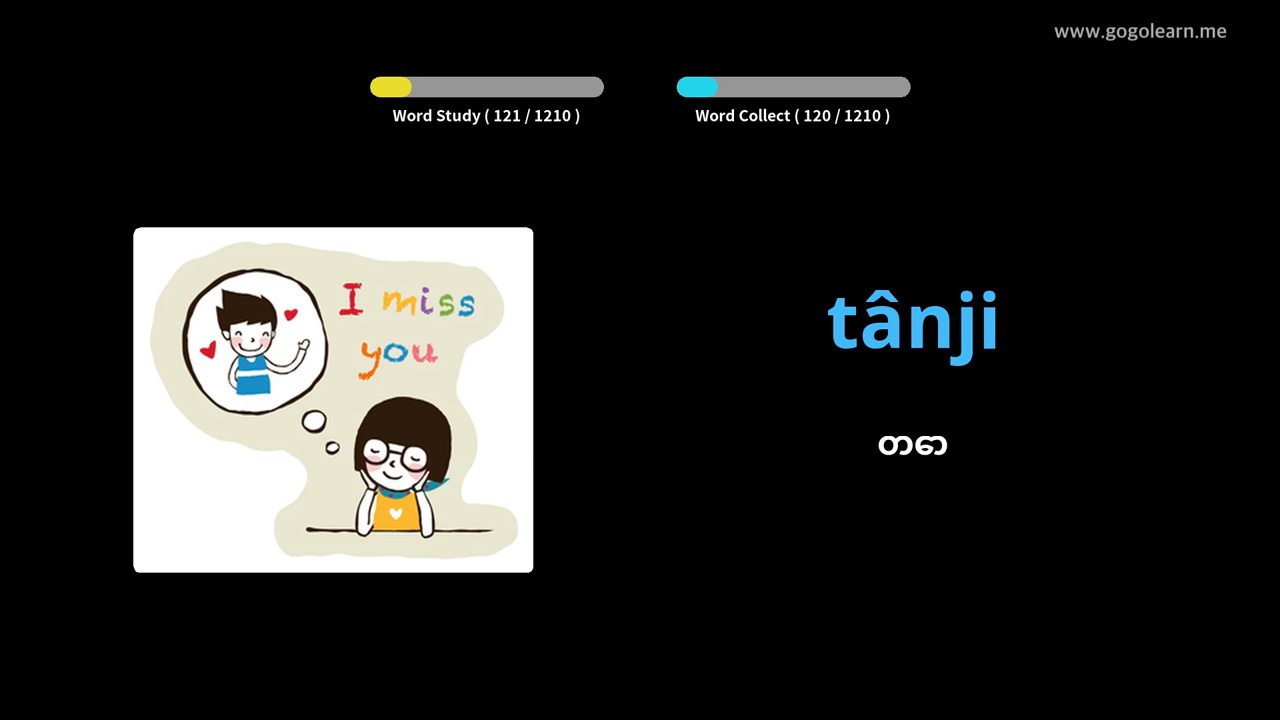 www.gogolearn.me
Word Study ( 121 / 1210 )
Word Collect ( 120 / 1210 )
I miss
you
tânji
တဓာ